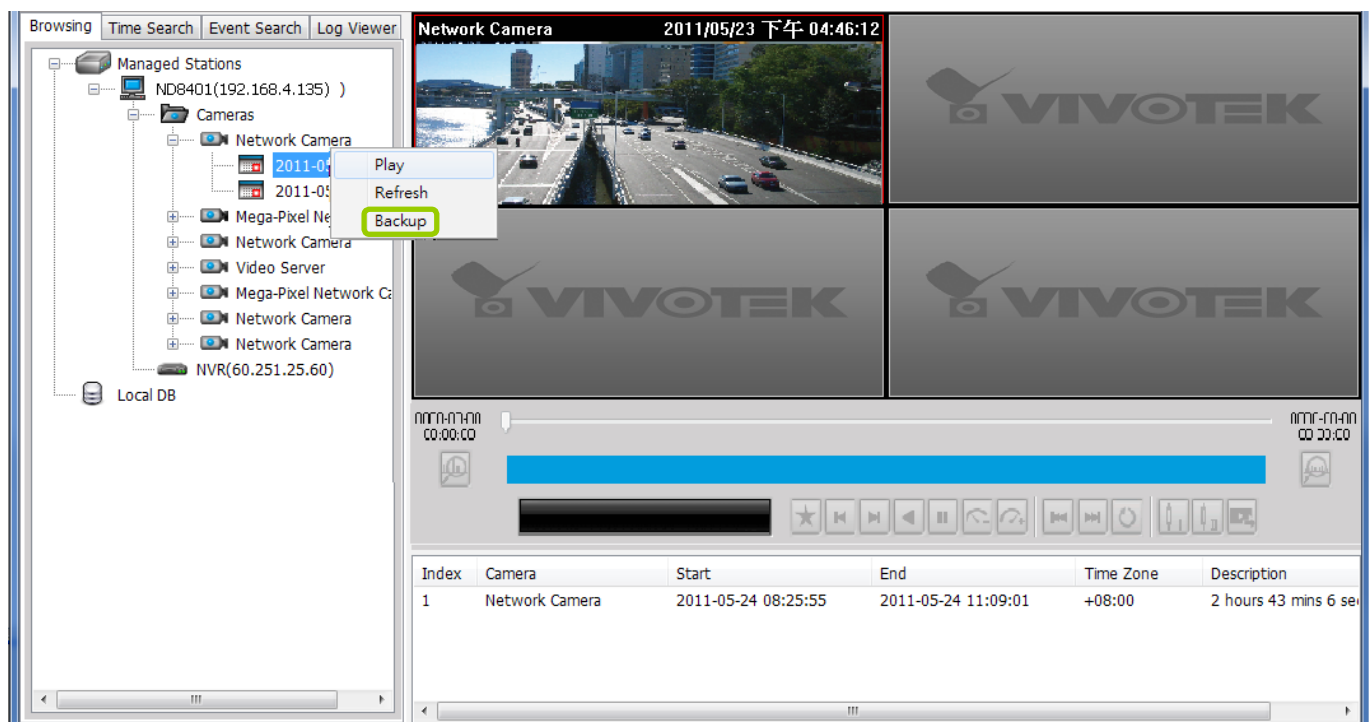 Browsing Time Search Event Search Log Viewer
Managed Stations
ND8401(192.168.4.135) )
Cameras
Network Camera
2011-05
2011-05
Mega-Pixel Ne
Network Camera
Video Server
Mega-Pixel Network Ca
Network Camera
Network Camera
NVR(60.251.25.60)
Local DB
Play
Refresh
Backup
Network Camera 2011/05/23 下午 04:46:12
VIVOTEK
VIVOTEK
VIVOTEK
Index Camera Start End Time Zone Description
1 Network Camera 2011-05-24 08:25:55 2011-05-24 11:09:01 +08:00 2 hours 43 mins 6 sec